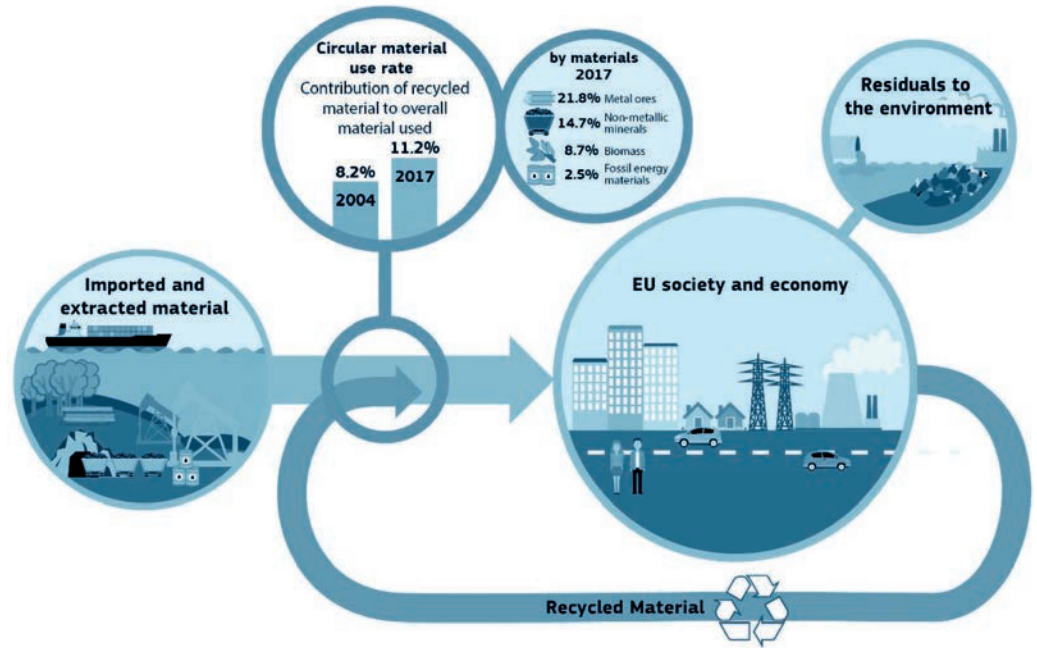 Circular material
use rate
Contribution of recycled
material to overall
material used
8.2%
2004
11.2%
2017
by materials
2017
21.8% Metal ores
14.7% Non-metallic
minerals
8.7% Biomass
2.5% Fossil energy
materials
Residuals to
the environment
Imported and
extracted material
EU society and economy
Recycled Material